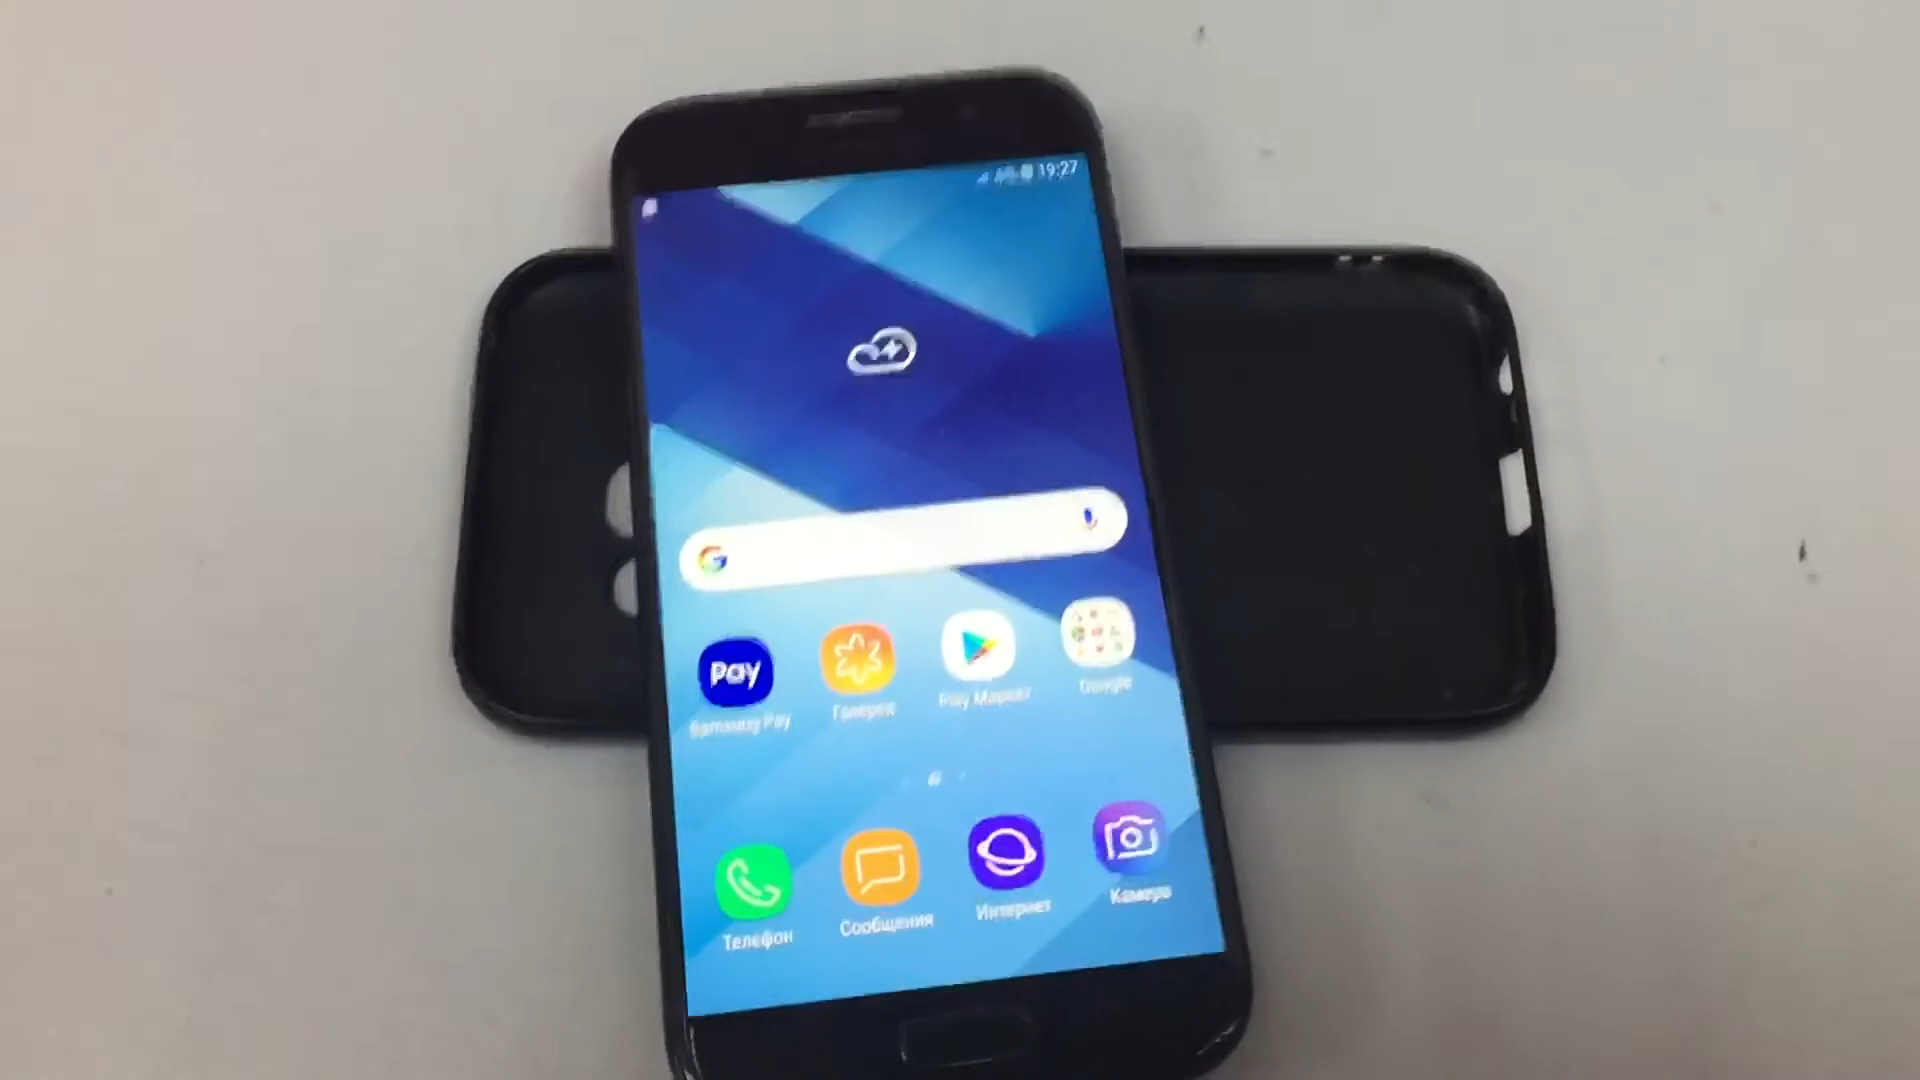 19:27
Pay
Samsung Pay
Галерея
Play Маркет
Google
Телефон
Сообщения
Интернет
Камера